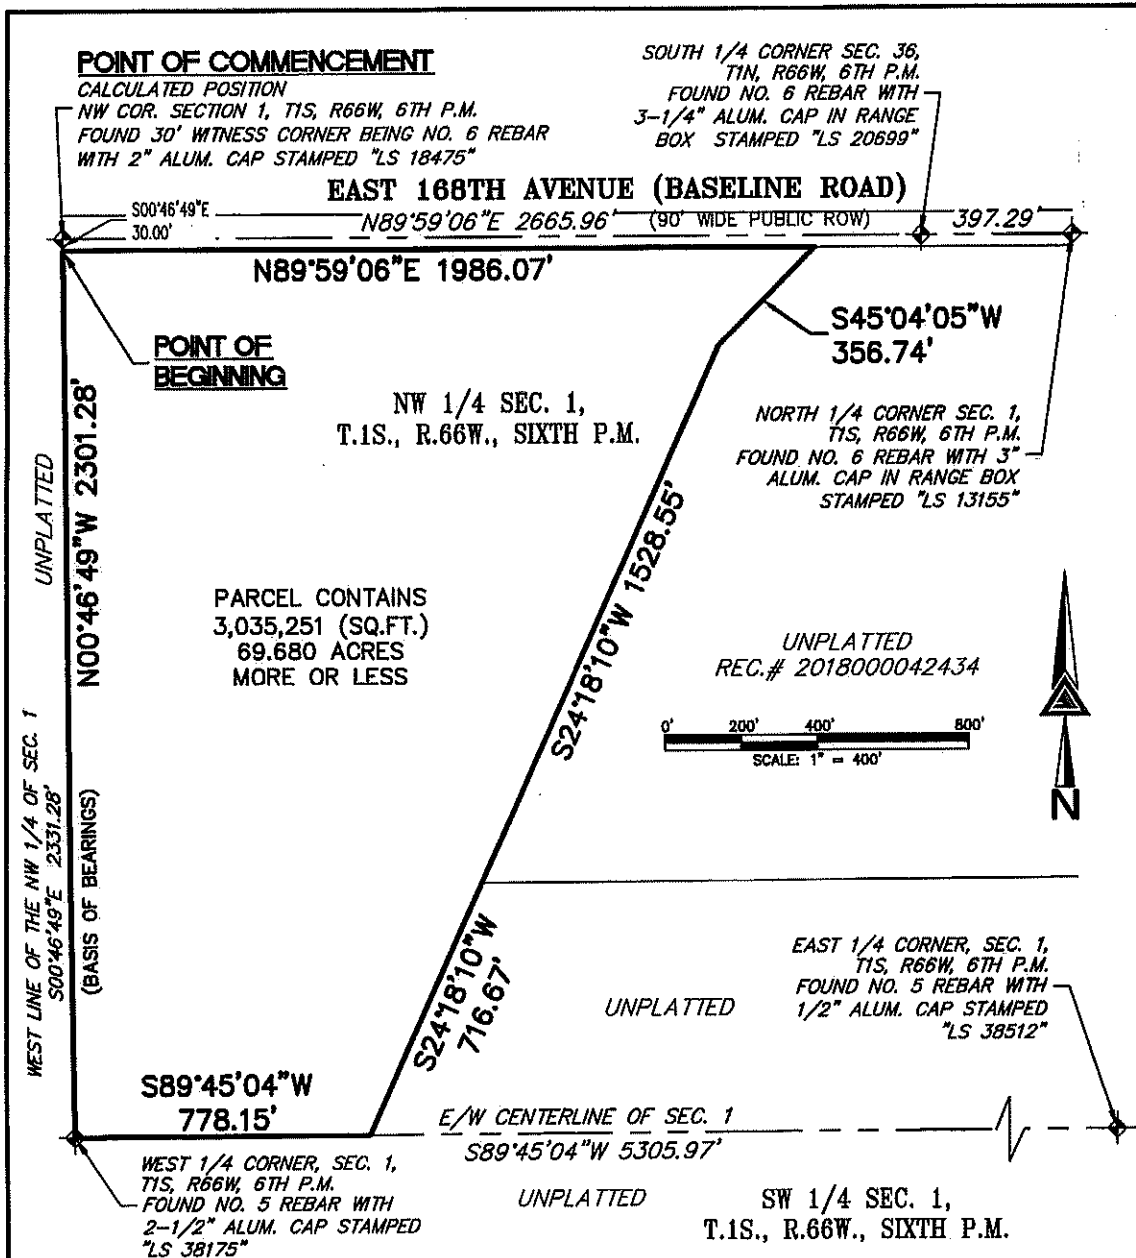 POINT OF COMMENCEMENT
CALCULATED POSITION
NW COR. SECTION 1, T1S, R66W, 6TH P.M.
FOUND 30' WITNESS CORNER BEING NO. 6 REBAR
WITH 2" ALUM. CAP STAMPED "LS 18475"
SOUTH 1/4 CORNER SEC. 36,
T1N, R66W, 6TH P.M.
FOUND NO. 6 REBAR WITH
3-1/4" ALUM. CAP IN RANGE
BOX STAMPED "LS 20699"
EAST 168TH AVENUE (BASELINE ROAD)
S00°46'49"E
30.00'
N89°59'06"E 2665.96'
(90' WIDE PUBLIC ROW)
397.29'
N89°59'06"E 1986.07'
S45°04'05"W
356.74'
POINT OF
BEGINNING
NW 1/4 SEC. 1,
T.1S., R.66W., SIXTH P.M.
NORTH 1/4 CORNER SEC. 1,
T1S, R66W, 6TH P.M.
FOUND NO. 6 REBAR WITH 3"
ALUM. CAP IN RANGE BOX
STAMPED "LS 13155"
UNPLATTED
N00°46'49"W 2301.28'
S24°18'10"W 1528.55'
PARCEL CONTAINS
3,035,251 (SQ.FT.)
69.680 ACRES
MORE OR LESS
UNPLATTED
REC.# 2018000042434
0' 200' 400' 800'
SCALE: 1" = 400'
N
WEST LINE OF THE NW 1/4 OF SEC. 1
S00°46'49"E 2331.28'
(BASIS OF BEARINGS)
S24°18'10"W
716.67'
UNPLATTED
EAST 1/4 CORNER, SEC. 1,
T1S, R66W, 6TH P.M.
FOUND NO. 5 REBAR WITH
1/2" ALUM. CAP STAMPED
"LS 38512"
S89°45'04"W
778.15'
E/W CENTERLINE OF SEC. 1
S89°45'04"W 5305.97'
WEST 1/4 CORNER, SEC. 1,
T1S, R66W, 6TH P.M.
FOUND NO. 5 REBAR WITH
2-1/2" ALUM. CAP STAMPED
"LS 38175"
UNPLATTED
SW 1/4 SEC. 1,
T.1S., R.66W., SIXTH P.M.